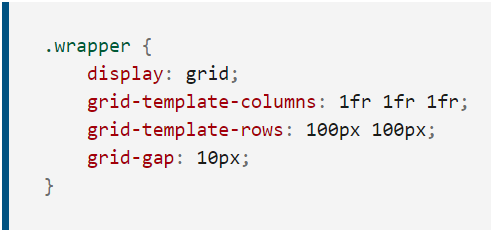 .wrapper {
display: grid;
grid-template-columns: 1fr 1fr 1fr;
grid-template-rows: 100px 100px;
grid-gap: 10px;
}